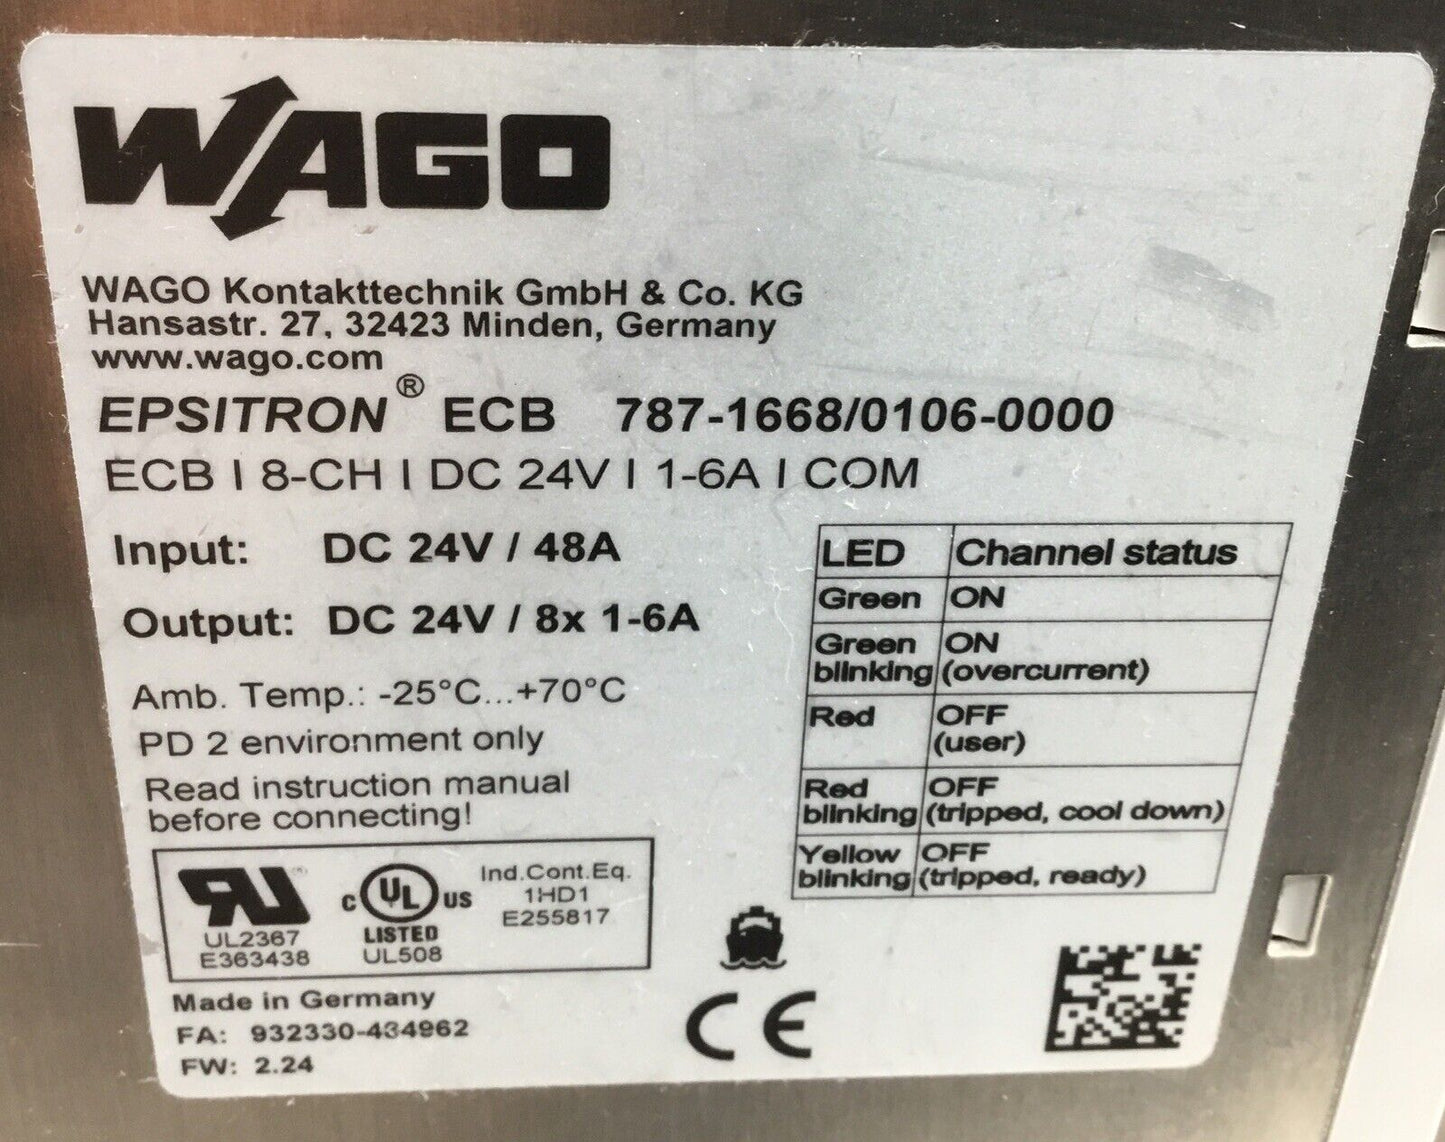 WAGO
WAGO Kontakttechnik GmbH & Co. KG
Hansastr. 27, 32423 Minden, Germany
www.wago.com
EPSITRON® ECB 787-1668/0106-0000
ECB | 8-CH | DC 24V | 1-6A | COM
Input: DC 24V / 48A
Output: DC 24V / 8x 1-6A
Amb. Temp.: -25°C...+70°C
PD 2 environment only
Read instruction manual
before connecting!
LED Channel status
Green ON
Green ON
blinking (overcurrent)
Red OFF
(user)
Red OFF
blinking (tripped, cool down)
Yellow OFF
blinking (tripped, ready)
RU®
UL2367
E363438
c UL us
LISTED
UL508
Ind.Cont.Eq.
1HD1
E255817
Made in Germany
FA: 932330-434962
FW: 2.24
CE